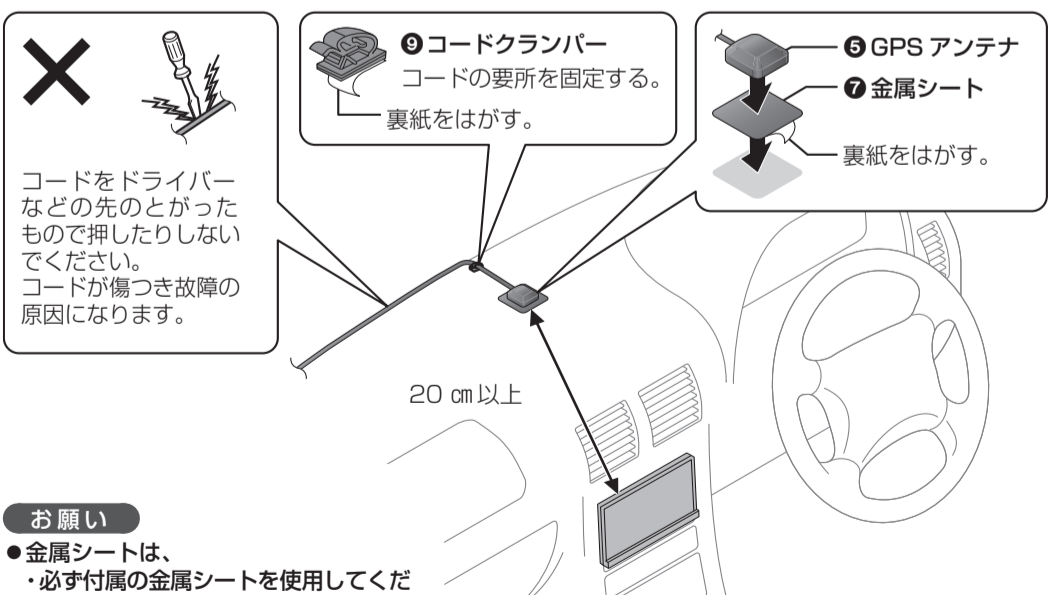 コードをドライバー
などの先のとがった
もので押したりしない
でください。
コードが傷つき故障の
原因になります。
❾コードクランパー
コードの要所を固定する。
裏紙をはがす。
❺ GPS アンテナ
❼ 金属シート
裏紙をはがす。
20 ㎝以上
お願い
●金属シートは、
・必ず付属の金属シートを使用してくだ